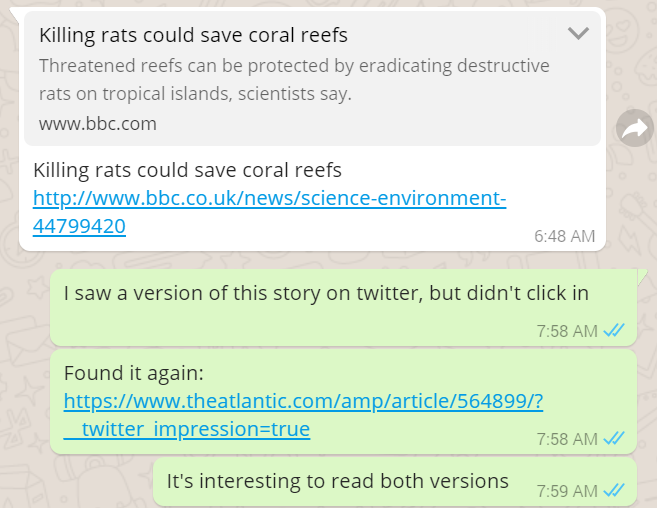 Killing rats could save coral reefs
Threatened reefs can be protected by eradicating destructive
rats on tropical islands, scientists say.
www.bbc.com
Killing rats could save coral reefs
http://www.bbc.co.uk/news/science-environment-
44799420
6:48 AM
I saw a version of this story on twitter, but didn't click in
7:58 AM
Found it again:
https://www.theatlantic.com/amp/article/564899/?
__twitter_impression=true
7:58 AM
It's interesting to read both versions
7:59 AM